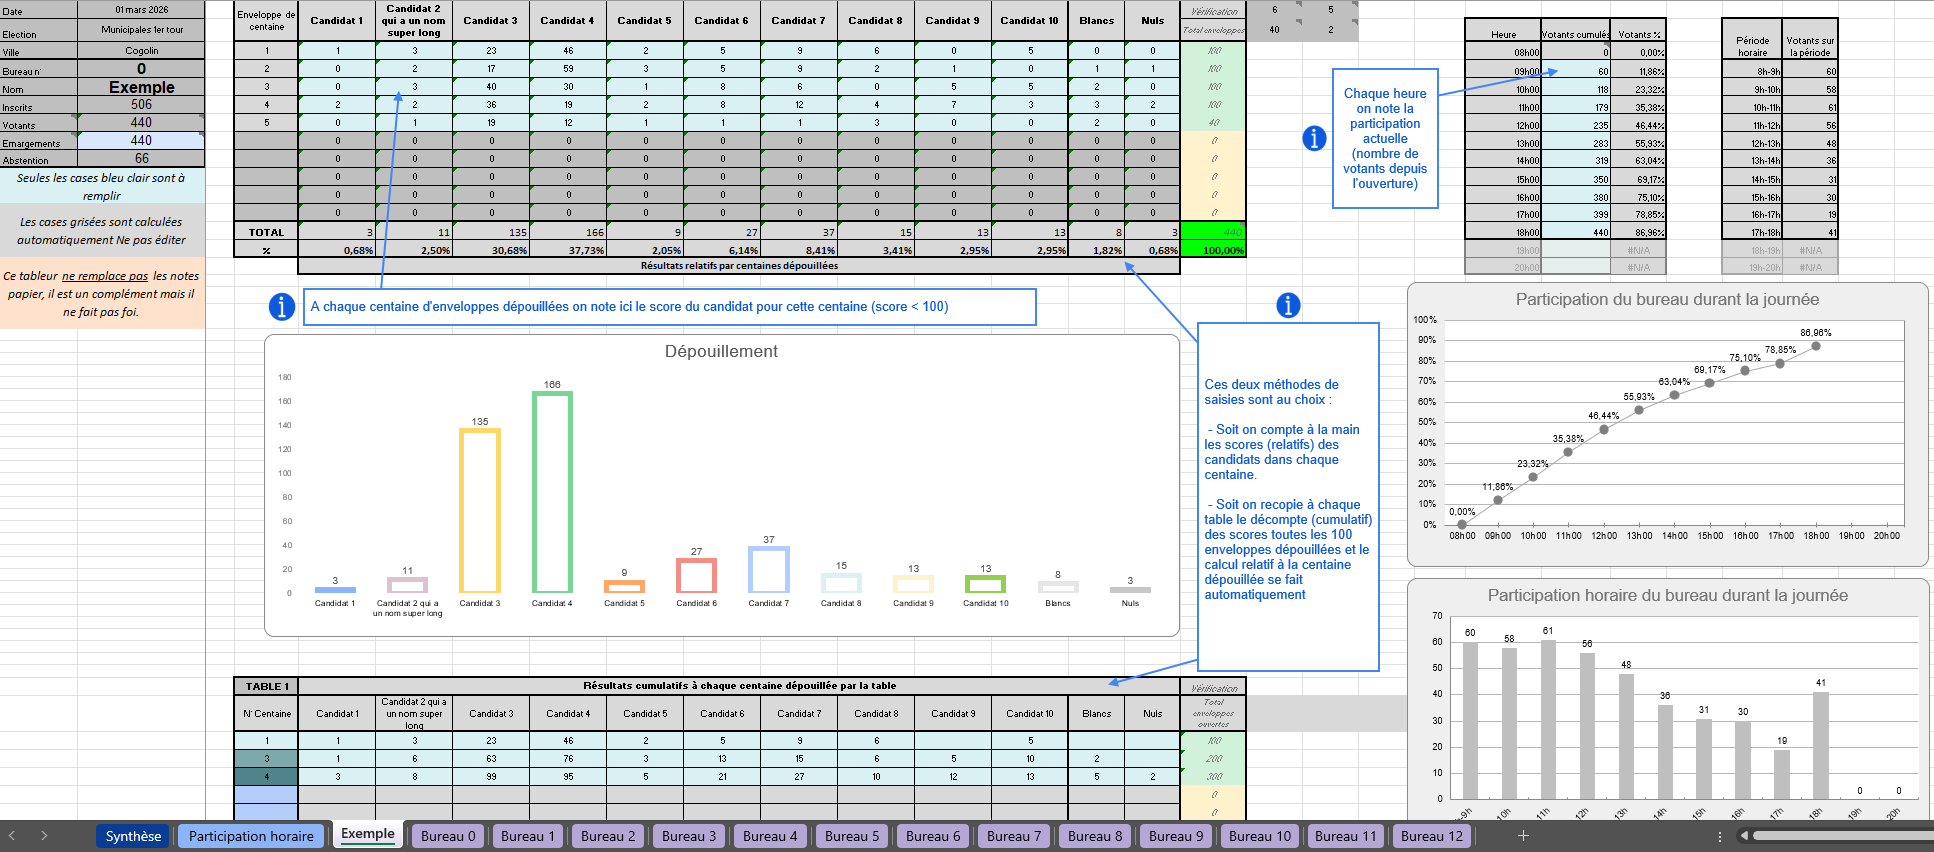 Date 01 mars 2026
Election Municipales 1er tour
Ville Cogolin
Bureau n° 0
Nom Exemple
Inscrits 506
Votants 440
Emargements 440
Abstention 66
Seules les cases bleu clair sont à
remplir
Les cases grisées sont calculées
automatiquement Ne pas éditer
Ce tableur ne remplace pas les notes
papier, il est un complément mais il
ne fait pas foi.
Enveloppe de centaine Candidat 1 Candidat 2 qui a un nom super long Candidat 3 Candidat 4 Candidat 5 Candidat 6 Candidat 7 Candidat 8 Candidat 9 Candidat 10 Blancs Nuls Vérification Total enveloppes
6 5
40 2
1 1 3 23 46 2 5 9 6 0 5 0 0 100
2 0 2 17 59 3 5 9 2 1 0 1 1 100
3 0 3 40 30 1 8 6 0 5 5 2 0 100
4 2 2 36 19 2 8 12 4 7 3 3 2 100
5 0 1 19 12 1 1 1 3 0 0 2 0 40
0 0 0 0 0 0 0 0 0 0 0 0 0
0 0 0 0 0 0 0 0 0 0 0 0 0
0 0 0 0 0 0 0 0 0 0 0 0 0
0 0 0 0 0 0 0 0 0 0 0 0 0
0 0 0 0 0 0 0 0 0 0 0 0 0
TOTAL 3 11 135 166 9 27 37 15 13 13 8 3 440
% 0,68% 2,50% 30,68% 37,73% 2,05% 6,14% 8,41% 3,41% 2,95% 2,95% 1,82% 0,68% 100,00%
Résultats relatifs par centaines dépouillées
i
A chaque centaine d'enveloppes dépouillées on note ici le score du candidat pour cette centaine (score < 100)
i
Chaque heure
on note la
participation
actuelle
(nombre de
votants depuis
l'ouverture)
Heure Votants cumulés Votants %
08h00 0 0,00%
09h00 60 11,86%
10h00 118 23,32%
11h00 179 35,38%
12h00 235 46,44%
13h00 283 55,93%
14h00 319 63,04%
15h00 350 69,17%
16h00 380 75,10%
17h00 399 78,85%
18h00 440 86,96%
19h00 #N/A
20h00 #N/A
Période horaire Votants sur la période
8h-9h 60
9h-10h 58
10h-11h 61
11h-12h 56
12h-13h 48
13h-14h 36
14h-15h 31
15h-16h 30
16h-17h 19
17h-18h 41
18h-19h #N/A
19h-20h #N/A
Dépouillement
180
160
140
120
100
80
60
40
20
0
3 11 135 166 9 27 37 15 13 13 8 3
Candidat 1 Candidat 2 qui a un nom super long Candidat 3 Candidat 4 Candidat 5 Candidat 6 Candidat 7 Candidat 8 Candidat 9 Candidat 10 Blancs Nuls
i
Ces deux méthodes de
saisies sont au choix :
- Soit on compte à la main
les scores (relatifs) des
candidats dans chaque
centaine.
- Soit on recopie à chaque
table le décompte (cumulatif)
des scores toutes les 100
enveloppes dépouillées et le
calcul relatif à la centaine
dépouillée se fait
automatiquement
Participation du bureau durant la journée
100%
90%
80%
70%
60%
50%
40%
30%
20%
10%
0%
0,00% 11,86% 23,32% 35,38% 46,44% 55,93% 63,04% 69,17% 75,10% 78,85% 86,96%
08h00 09h00 10h00 11h00 12h00 13h00 14h00 15h00 16h00 17h00 18h00 19h00 20h00
Participation horaire du bureau durant la journée
70
60
50
40
30
20
10
0
60 58 61 56 48 36 31 30 19 41 0 0
-9h 10h 11h 12h 13h 14h 15h 16h 17h 18h 19h 20h
TABLE 1 Résultats cumulatifs à chaque centaine dépouillée par la table Vérification
N° Centaine Candidat 1 Candidat 2 qui a un nom super long Candidat 3 Candidat 4 Candidat 5 Candidat 6 Candidat 7 Candidat 8 Candidat 9 Candidat 10 Blancs Nuls Total enveloppes ouvertes
1 1 3 23 46 2 5 9 6 5 100
3 1 6 63 76 3 13 15 6 5 10 2 200
4 3 8 99 95 5 21 27 10 12 13 5 2 300
0
0
Synthèse Participation horaire Exemple Bureau 0 Bureau 1 Bureau 2 Bureau 3 Bureau 4 Bureau 5 Bureau 6 Bureau 7 Bureau 8 Bureau 9 Bureau 10 Bureau 11 Bureau 12